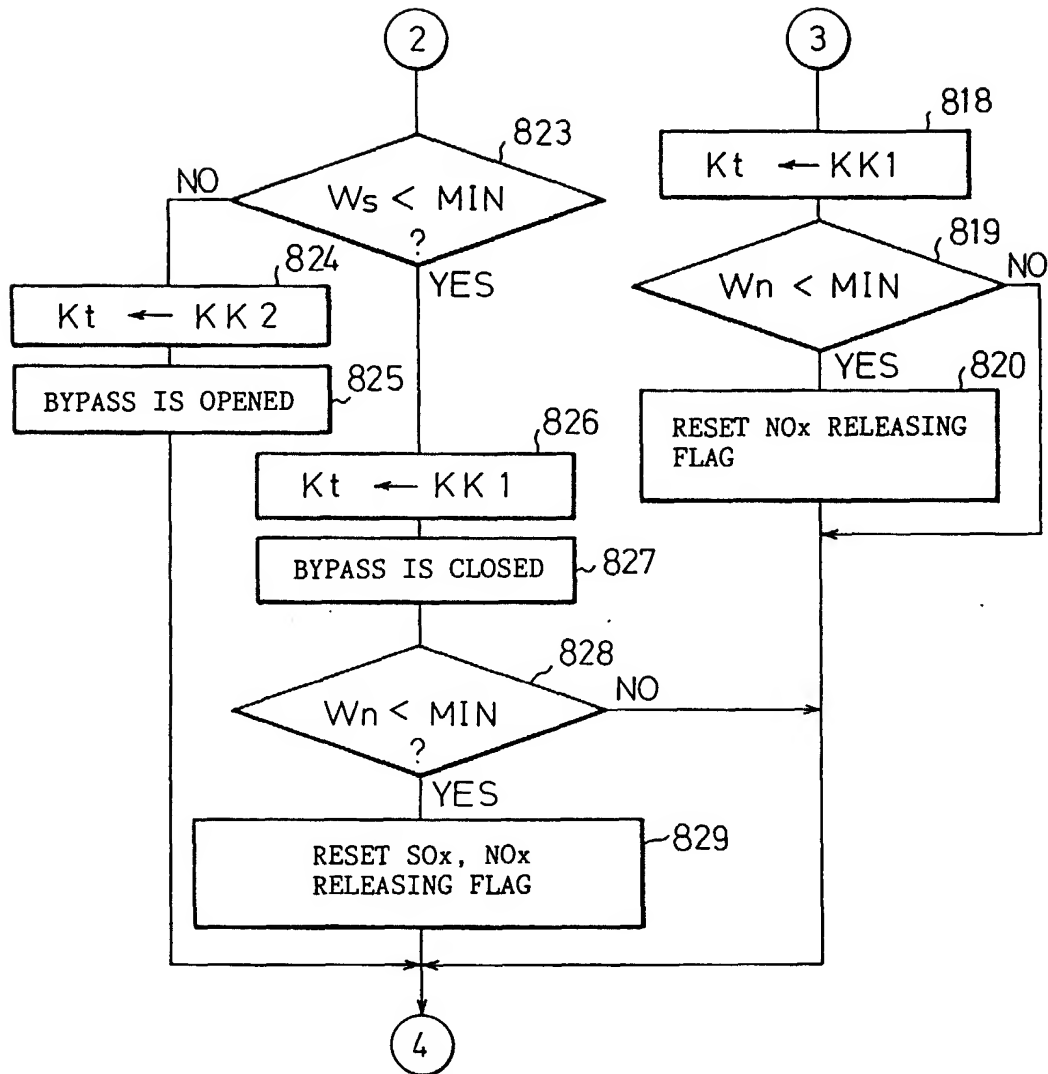 2
823
NO
Ws < MIN
?
YES
824
Kt ← KK2
BYPASS IS OPENED
825
826
Kt ← KK1
BYPASS IS CLOSED
827
828
NO
Wn < MIN
?
YES
829
RESET SOx, NOx
RELEASING FLAG
3
818
Kt ← KK1
819
NO
Wn < MIN
?
YES
820
RESET NOx RELEASING
FLAG
4